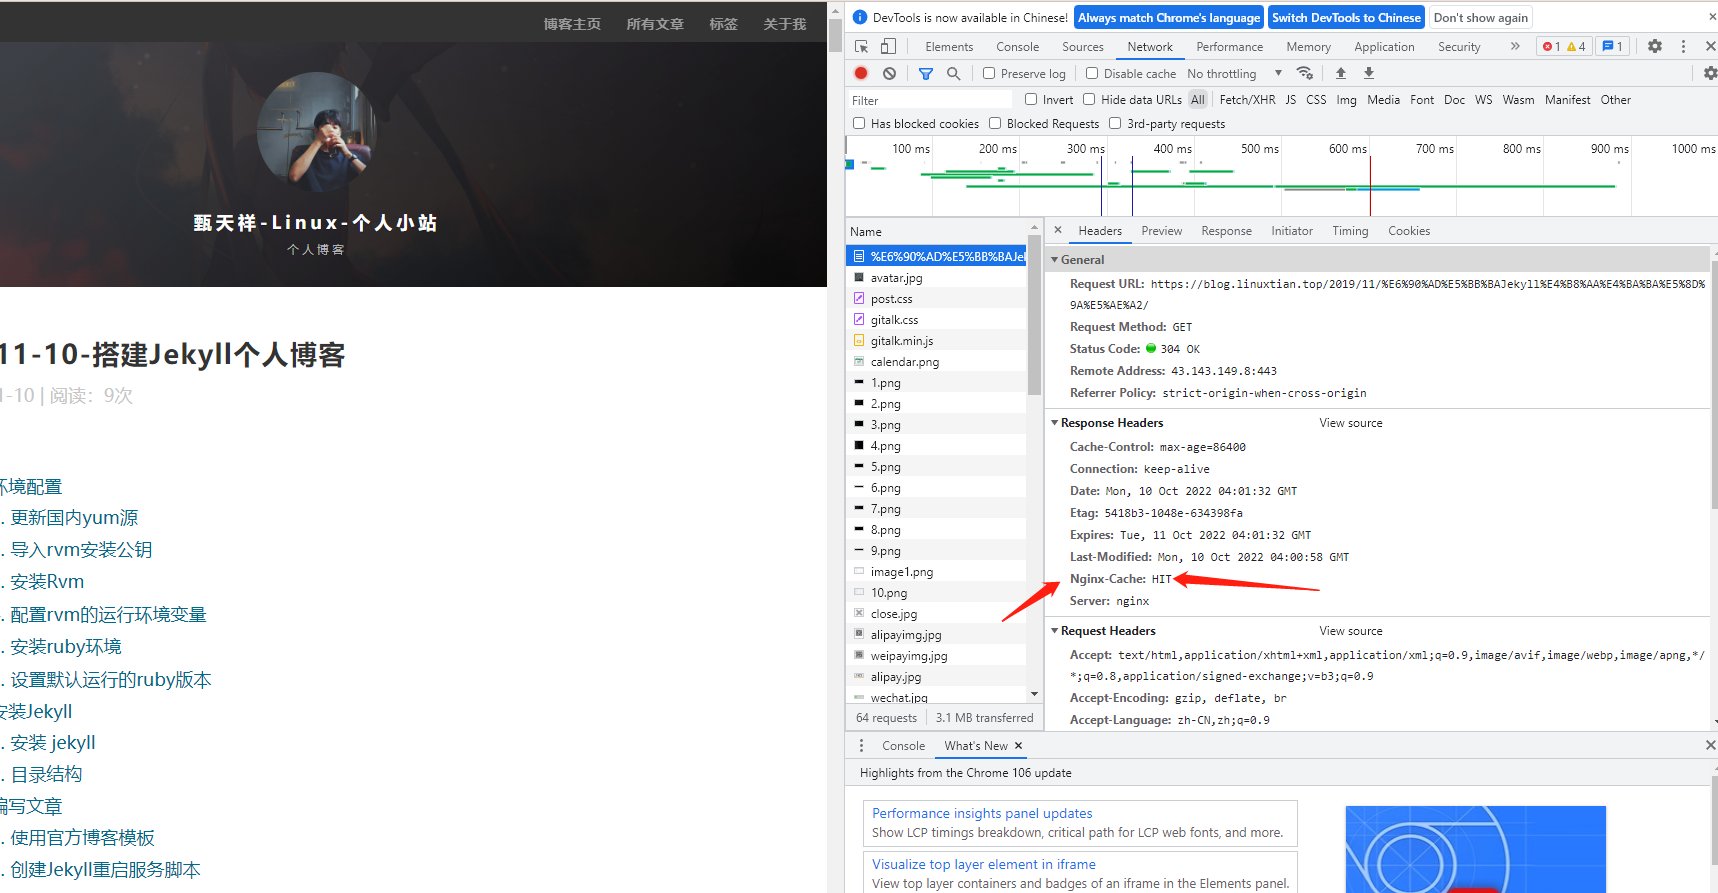 博客主页 所有文章 标签 关于我
甄天祥-Linux-个人小站
个人博客
11-10-搭建Jekyll个人博客
-10 | 阅读：9次
环境配置
. 更新国内yum源
. 导入rvm安装公钥
. 安装Rvm
. 配置rvm的运行环境变量
. 安装ruby环境
. 设置默认运行的ruby版本
安装Jekyll
. 安装 jekyll
. 目录结构
编写文章
. 使用官方博客模板
. 创建Jekyll重启服务脚本
DevTools is now available in Chinese! Always match Chrome's language Switch DevTools to Chinese Don't show again
Elements Console Sources Network Performance Memory Application Security » 1 4 1
Preserve log Disable cache No throttling
Filter Invert Hide data URLs All Fetch/XHR JS CSS Img Media Font Doc WS Wasm Manifest Other
Has blocked cookies Blocked Requests 3rd-party requests
100 ms 200 ms 300 ms 400 ms 500 ms 600 ms 700 ms 800 ms 900 ms 1000 ms
Name
%E6%90%AD%E5%BB%BAJek
avatar.jpg
post.css
gitalk.css
gitalk.min.js
calendar.png
1.png
2.png
3.png
4.png
5.png
6.png
7.png
8.png
9.png
image1.png
10.png
close.jpg
alipayimg.jpg
weipayimg.jpg
alipay.jpg
wechat.jpg
64 requests 3.1 MB transferred
Headers Preview Response Initiator Timing Cookies
General
Request URL: https://blog.linuxtian.top/2019/11/%E6%90%AD%E5%BB%BAJekyll%E4%B8%AA%E4%BA%BA%E5%8D%
9A%E5%AE%A2/
Request Method: GET
Status Code: 304 OK
Remote Address: 43.143.149.8:443
Referrer Policy: strict-origin-when-cross-origin
Response Headers View source
Cache-Control: max-age=86400
Connection: keep-alive
Date: Mon, 10 Oct 2022 04:01:32 GMT
Etag: 5418b3-1048e-634398fa
Expires: Tue, 11 Oct 2022 04:01:32 GMT
Last-Modified: Mon, 10 Oct 2022 04:00:58 GMT
Nginx-Cache: HIT
Server: nginx
Request Headers View source
Accept: text/html,application/xhtml+xml,application/xml;q=0.9,image/avif,image/webp,image/apng,*/
*;q=0.8,application/signed-exchange;v=b3;q=0.9
Accept-Encoding: gzip, deflate, br
Accept-Language: zh-CN,zh;q=0.9
Console What's New
Highlights from the Chrome 106 update
Performance insights panel updates
Show LCP timings breakdown, critical path for LCP web fonts, and more.
Visualize top layer element in iframe
View top layer containers and badges of an iframe in the Elements panel.